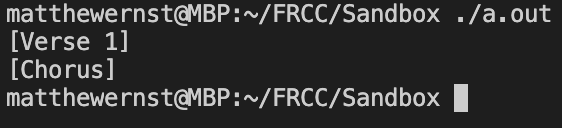 matthewernst@MBP:~/FRCC/Sandbox ./a.out
[Verse 1]
[Chorus]
matthewernst@MBP:~/FRCC/Sandbox